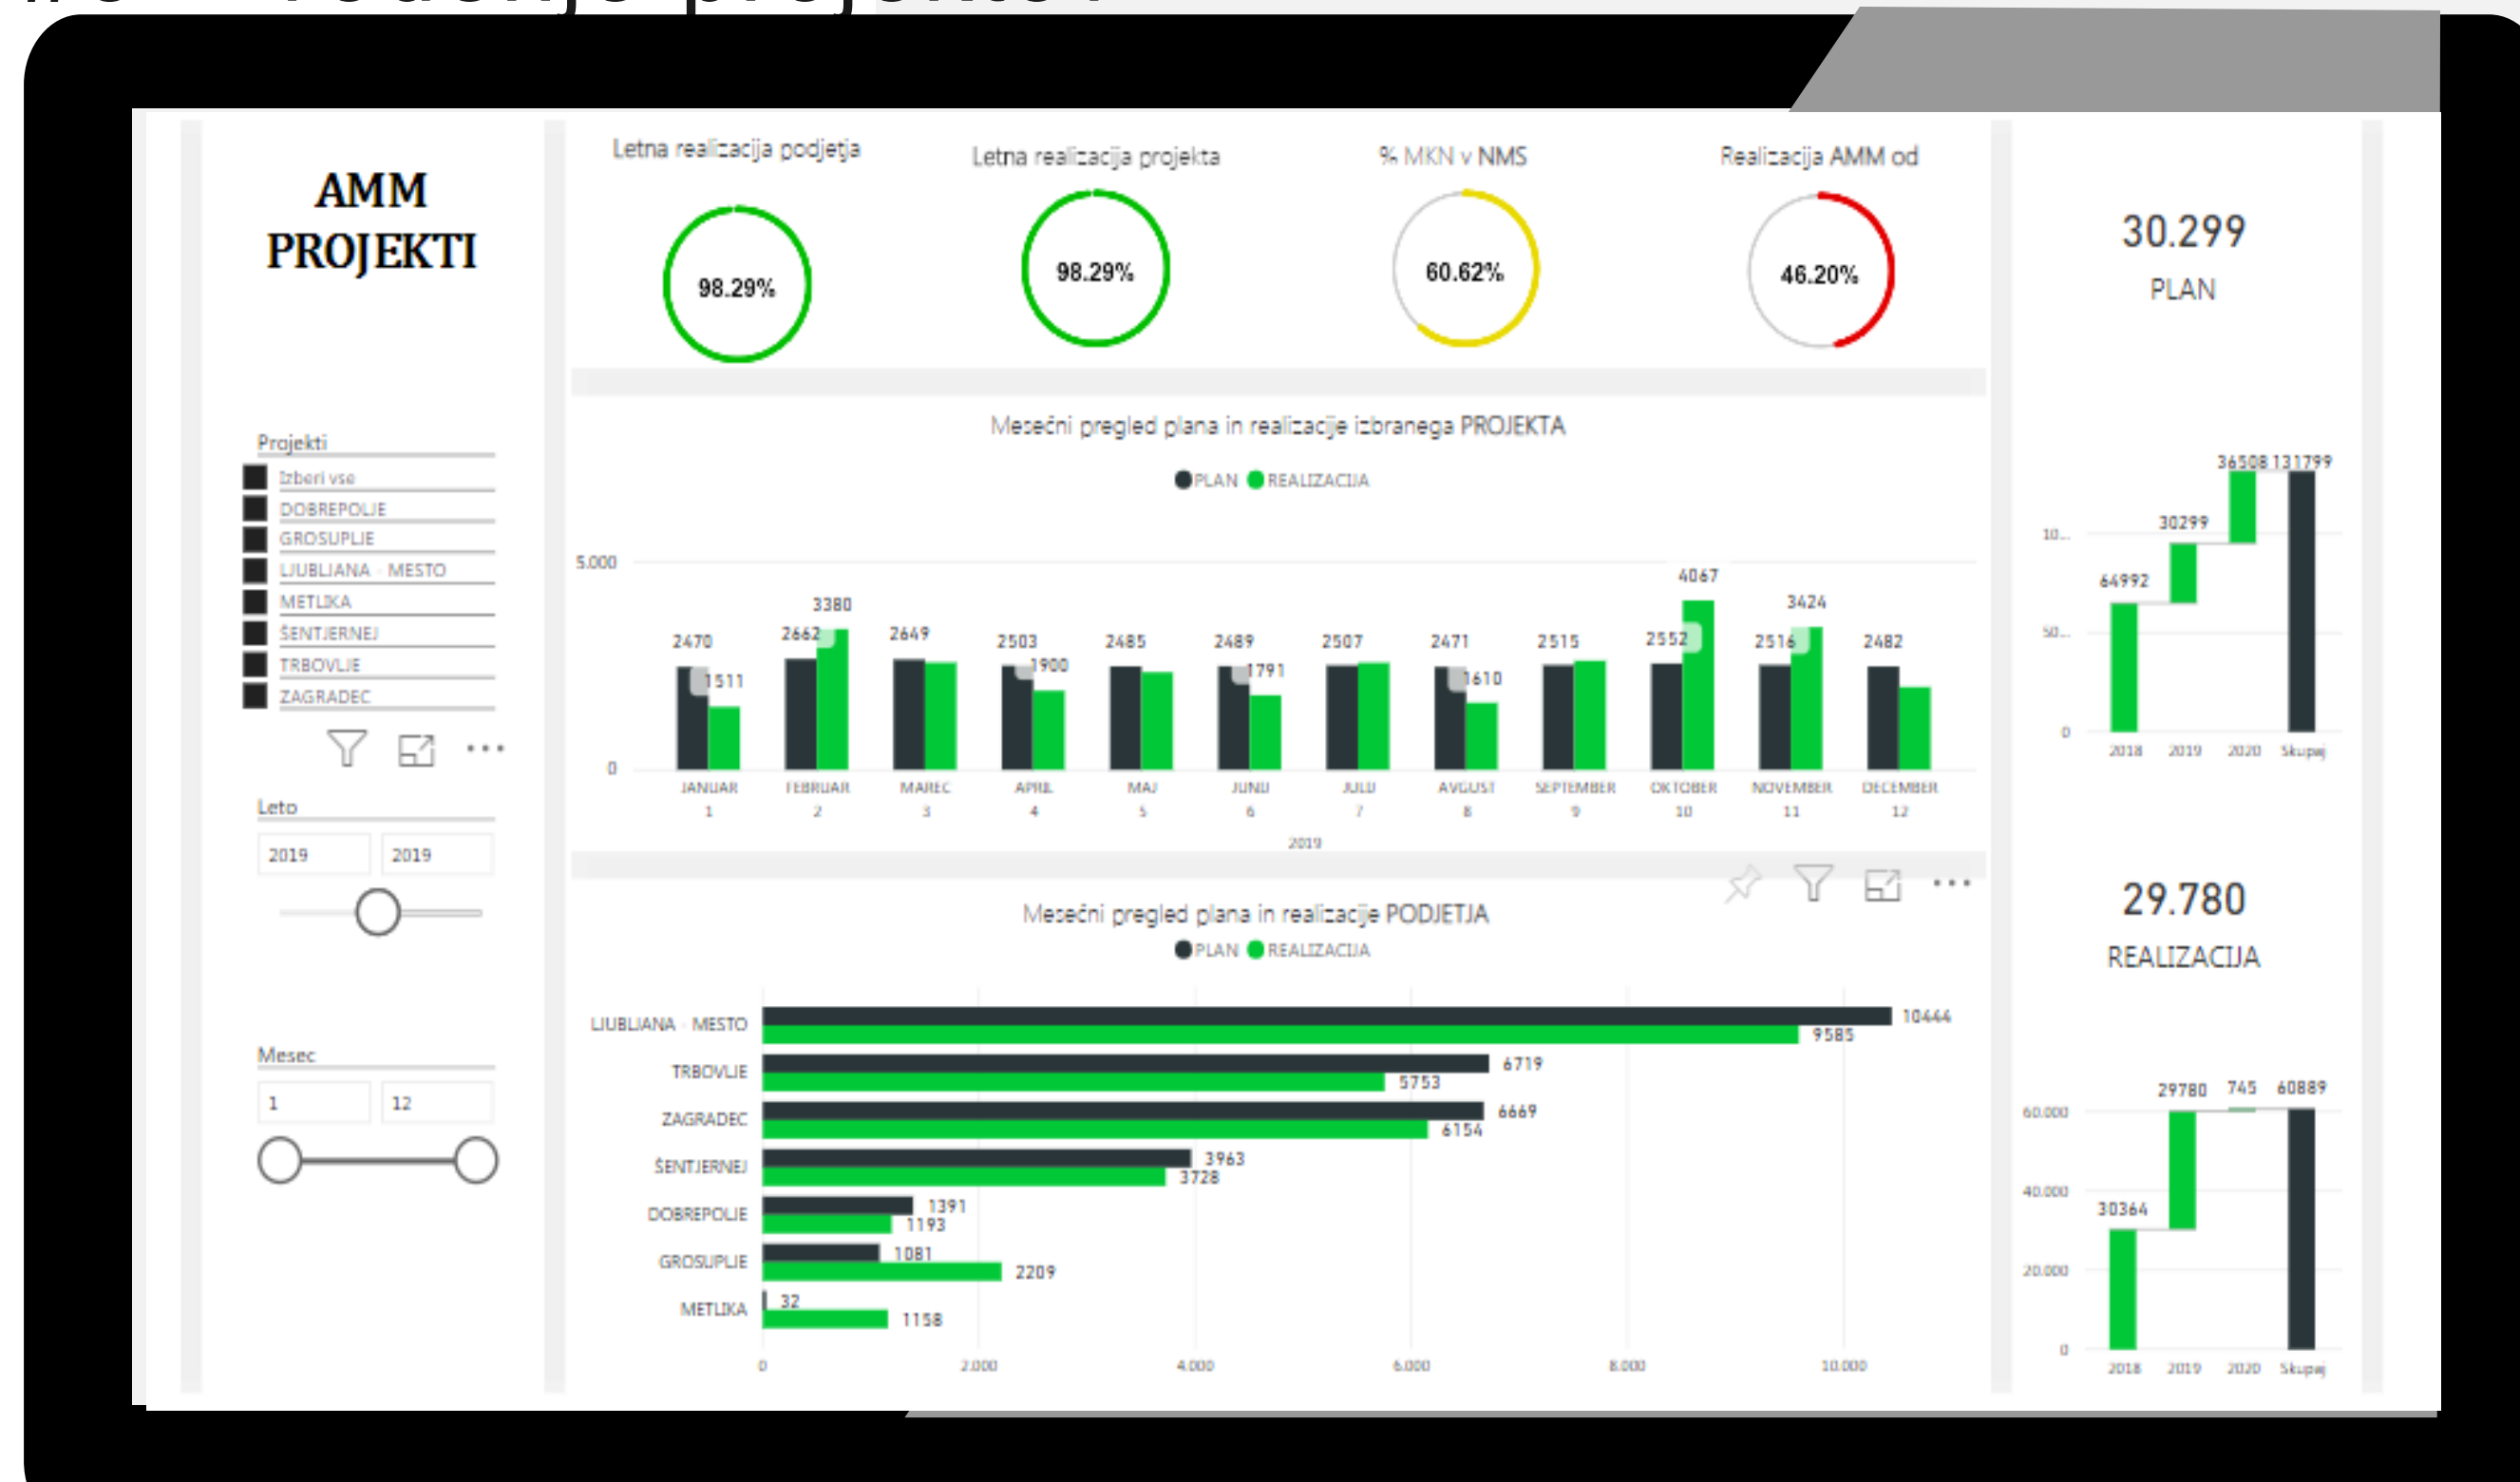 AMM
PROJEKTI
Projekti
Izberi vse
DOBREPOLJE
GROSUPLJE
LJUBLJANA - MESTO
METLIKA
ŠENTJERNEJ
TRBOVLJE
ZAGRADEC
Leto
2019 2019
Mesec
1 12
Letna realizacija podjetja
98.29%
Letna realizacija projekta
98.29%
% MKN v NMS
60.62%
Realizacija AMM od
46.20%
Mesečni pregled plana in realizacije izbranega PROJEKTA
PLAN REALIZACIJA
5.000
0
2470 1511
2662 3380
2649
2503 1900
2485
2489 1791
2507
2471 1610
2515
2552 4067
2516 3424
2482
JANUAR FEBRUAR MAREC APRIL MAJ JUNIJ JULIJ AVGUST SEPTEMBER OKTOBER NOVEMBER DECEMBER
1 2 3 4 5 6 7 8 9 10 11 12
2019
Mesečni pregled plana in realizacije PODJETJA
PLAN REALIZACIJA
LJUBLJANA - MESTO 10444 9585
TRBOVLJE 6719 5753
ZAGRADEC 6669 6154
ŠENTJERNEJ 3963 3728
DOBREPOLJE 1391 1193
GROSUPLJE 1081 2209
METLIKA 32 1158
0 2.000 4.000 6.000 8.000 10.000
30.299
PLAN
36508 131799
30299
64992
10...
50...
0
2018 2019 2020 Skupaj
29.780
REALIZACIJA
29780 745 60889
30364
60.000
40.000
20.000
0
2018 2019 2020 Skupaj